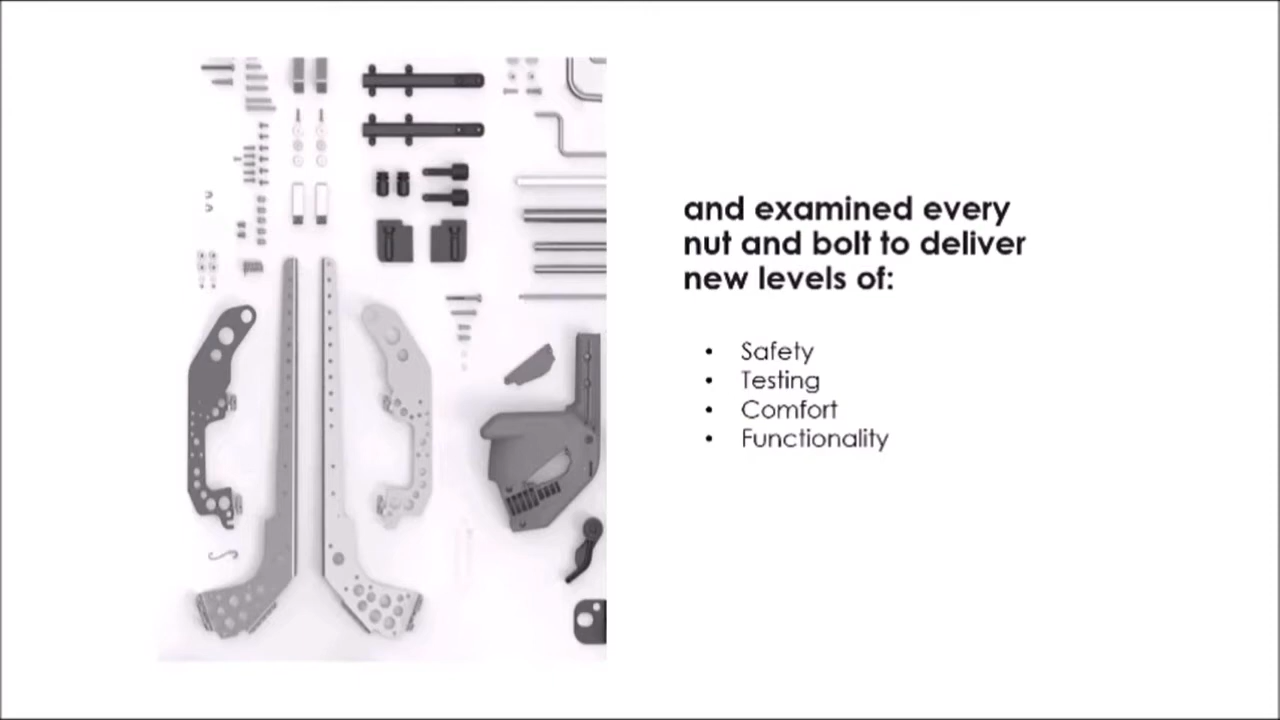 and examined every
nut and bolt to deliver
new levels of:
• Safety
• Testing
• Comfort
• Functionality